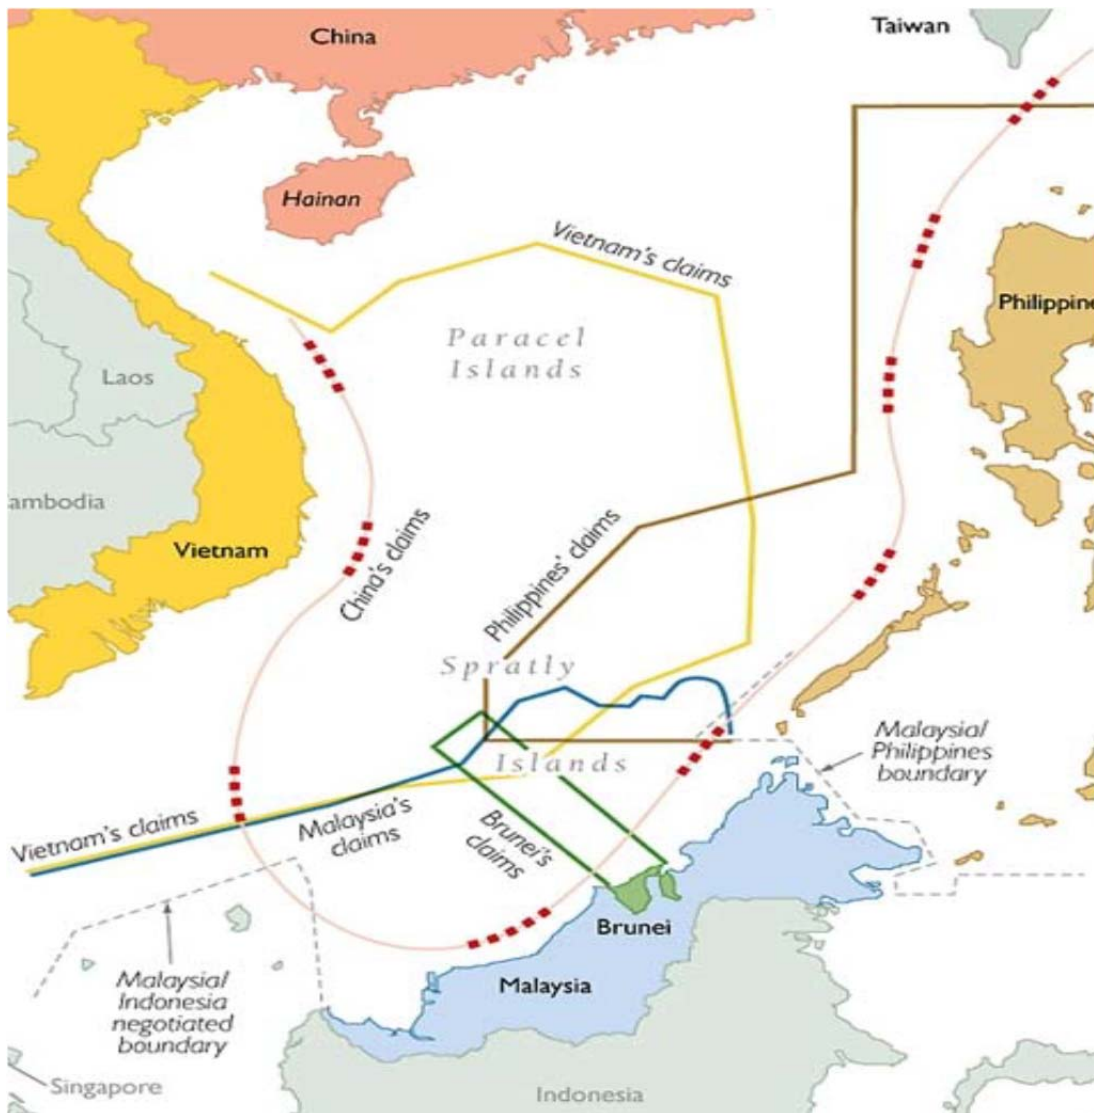 China
Taiwan
Hainan
Vietnam's claims
Philippine
Paracel
Islands
Laos
ambodia
Vietnam
China's claims
Philippines' claims
Spratly
Islands
Malaysia/
Philippines
boundary
Vietnam's claims
Malaysia's
claims
Brunei's
claims
Brunei
Malaysia
Malaysia/
Indonesia
negotiated
boundary
Singapore
Indonesia